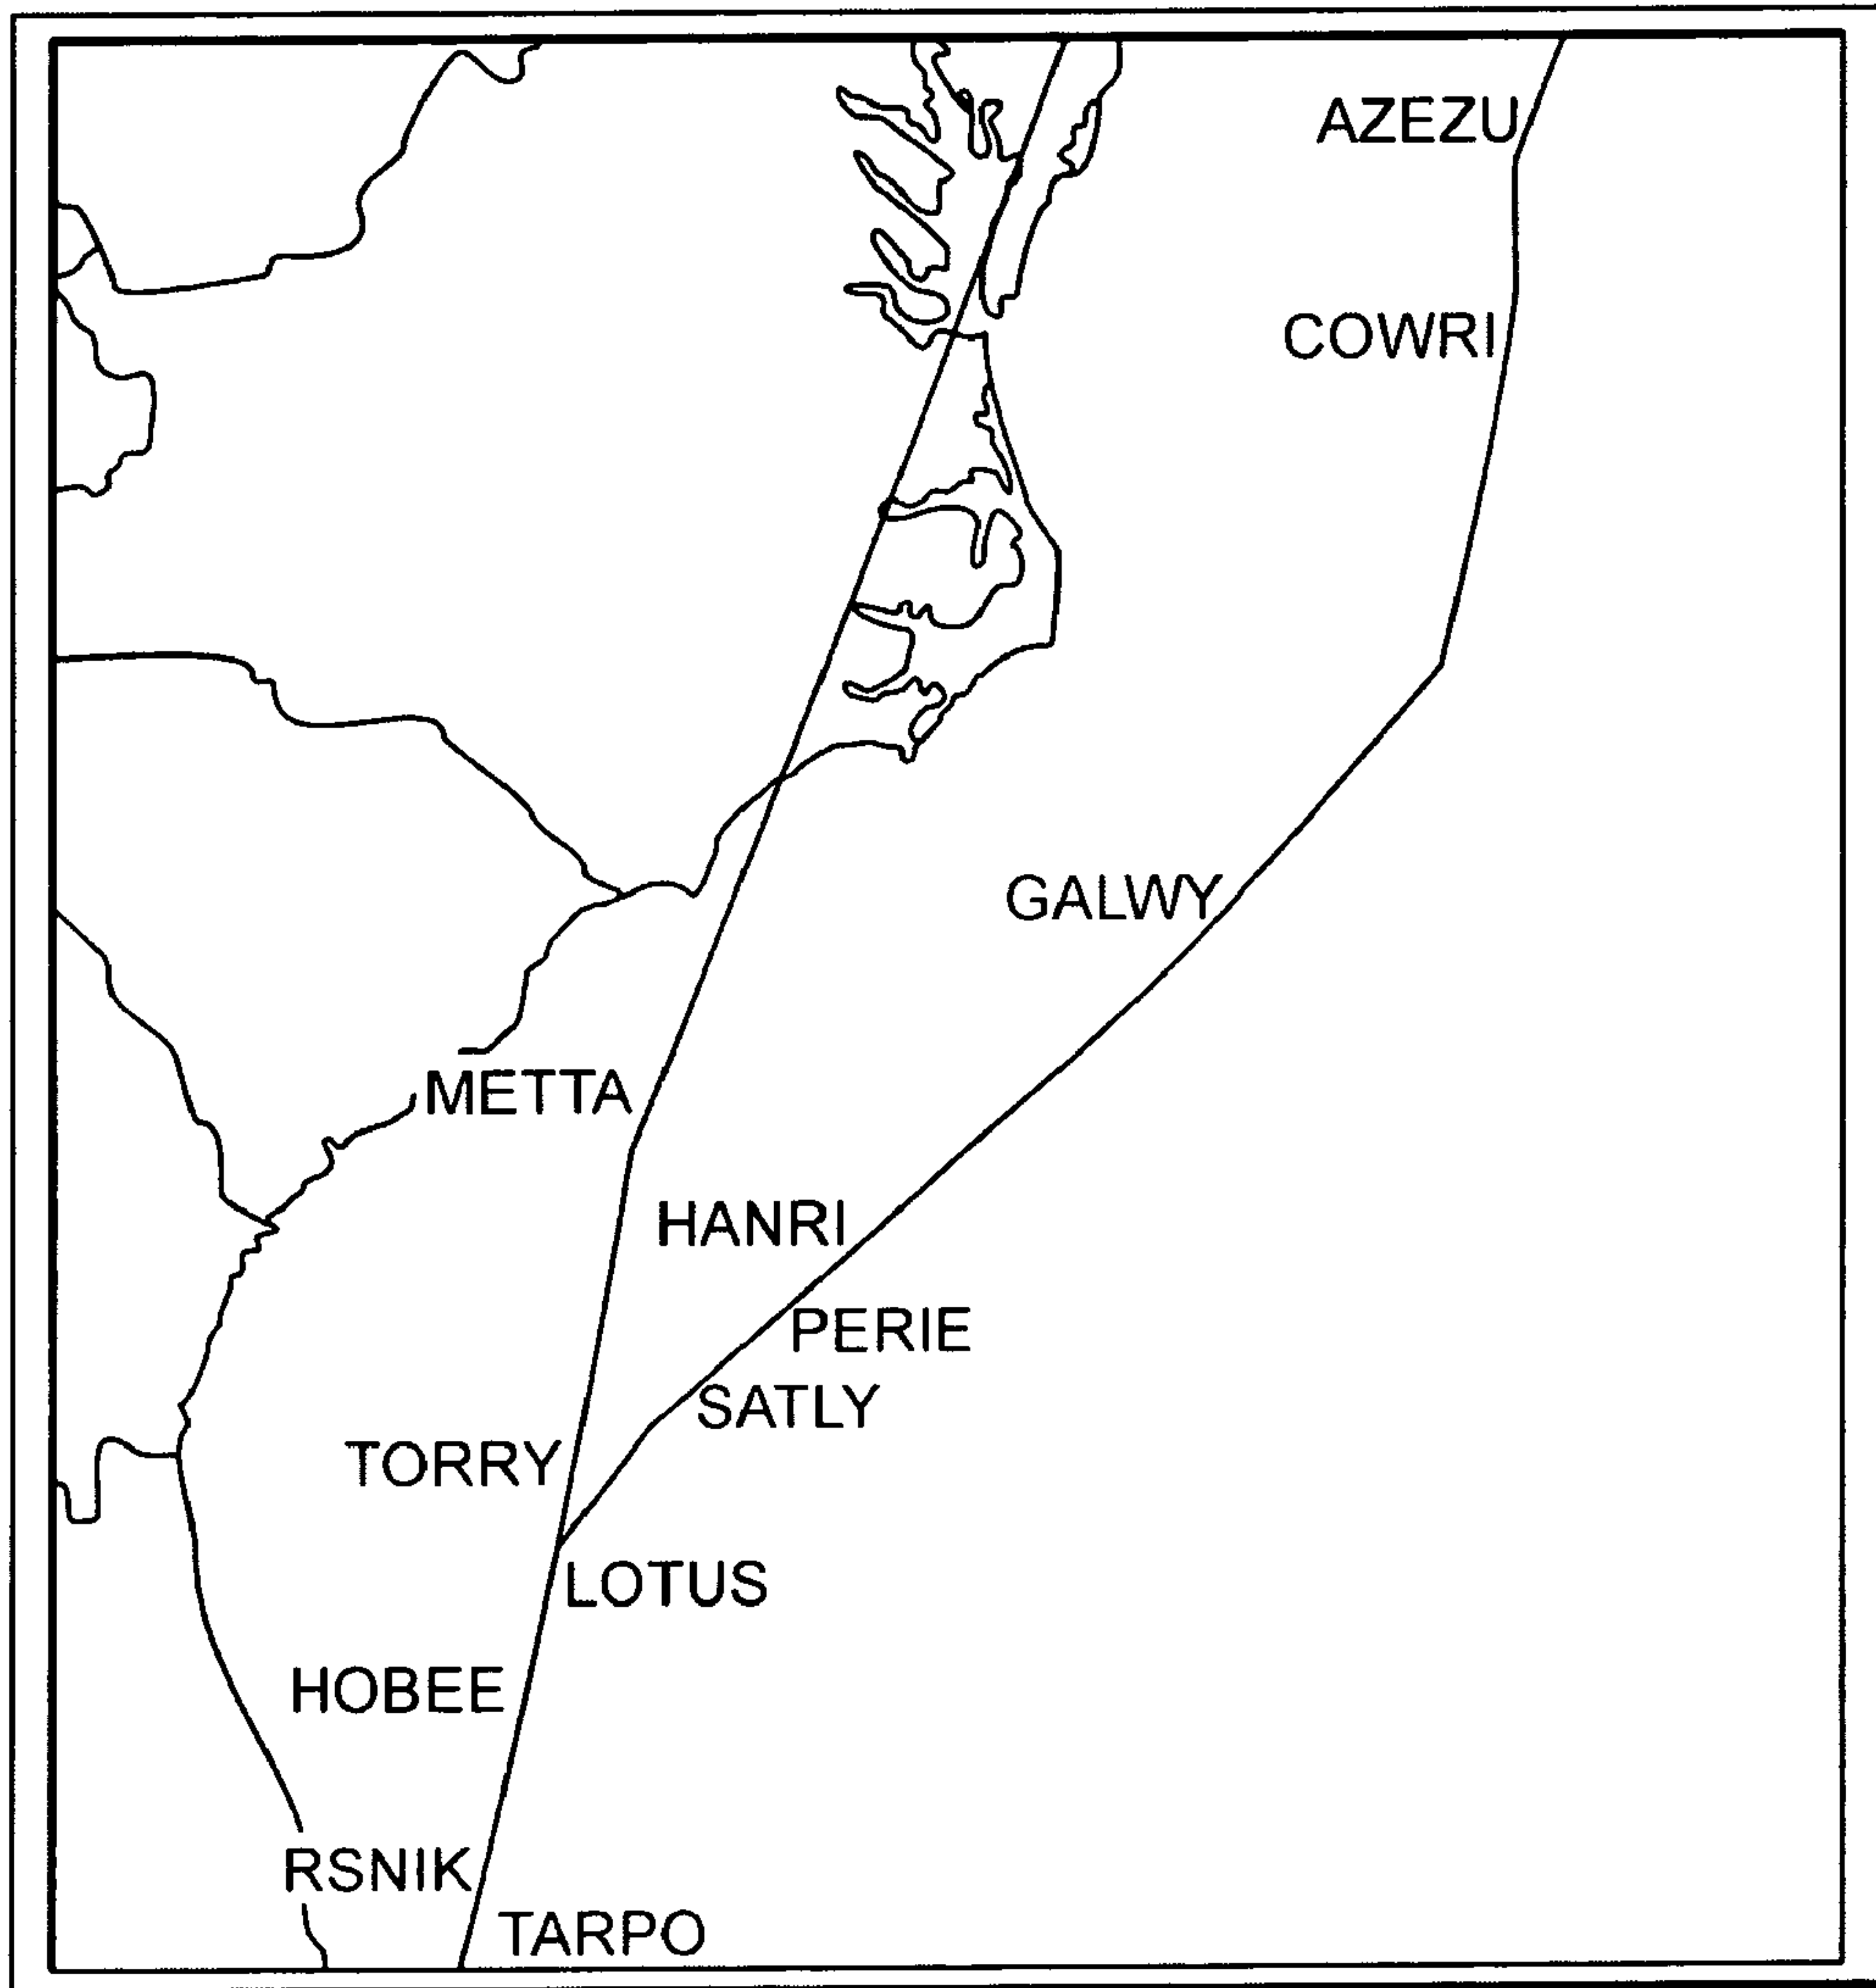 AZEZU
COWRI
GALWY
METTA
HANRI
PERIE
SATLY
TORRY
LOTUS
HOBEE
RSNIK
TARPO